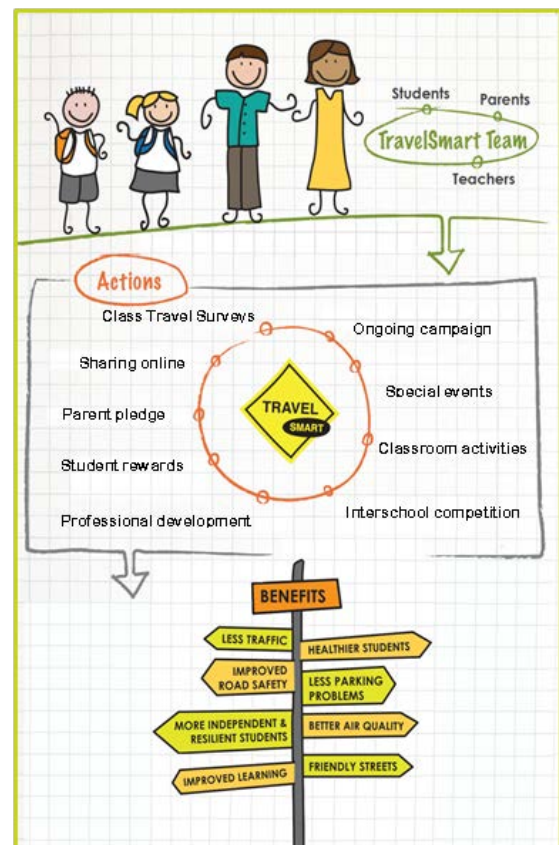 Students
Parents
TravelSmart Team
Teachers
Actions
Class Travel Surveys
Ongoing campaign
Sharing online
Special events
Parent pledge
TRAVEL
SMART
Classroom activities
Student rewards
Interschool competition
Professional development
BENEFITS
LESS TRAFFIC
HEALTHIER STUDENTS
IMPROVED
ROAD SAFETY
LESS PARKING
PROBLEMS
MORE INDEPENDENT &
RESILIENT STUDENTS
BETTER AIR QUALITY
IMPROVED LEARNING
FRIENDLY STREETS